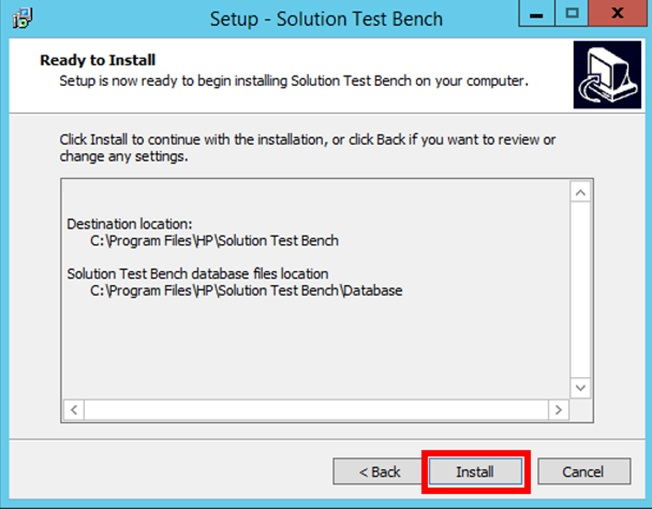 Setup - Solution Test Bench
Ready to Install
Setup is now ready to begin installing Solution Test Bench on your computer.
Click Install to continue with the installation, or click Back if you want to review or
change any settings.
Destination location:
C:\Program Files\HP\Solution Test Bench
Solution Test Bench database files location
C:\Program Files\HP\Solution Test Bench\Database
< Back
Install
Cancel